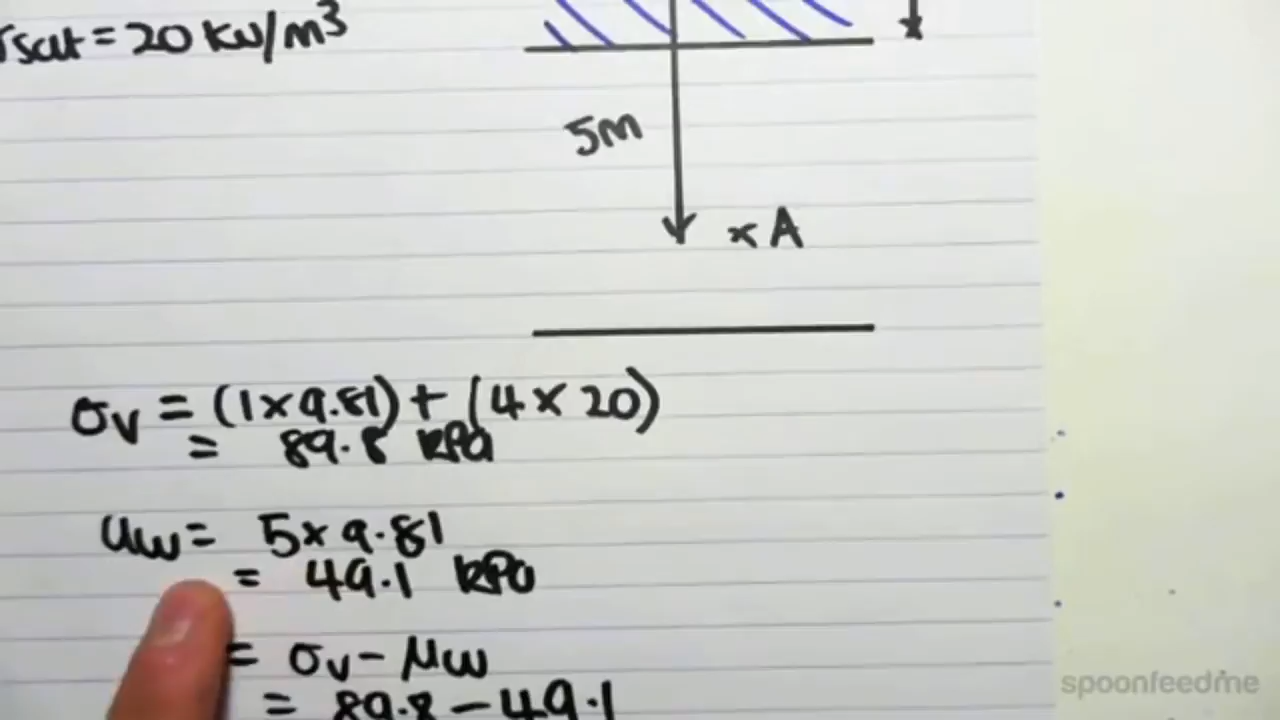 γsat = 20 kN/m³
5m
x A
σv = (1 x 9.81) + (4 x 20)
= 89.8 kPa
uw = 5 x 9.81
= 49.1 kPa
= σv - μw
= 89.8 - 49.1
spoonfeedme